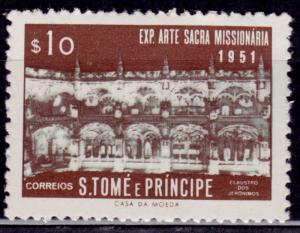 $10
EXP. ARTE SACRA MISSIONÁRIA
1951
CLAUSTRO
DOS
JERÓNIMOS
CORREIOS
S. TOMÉ E PRÍNCIPE
CASA DA MOEDA